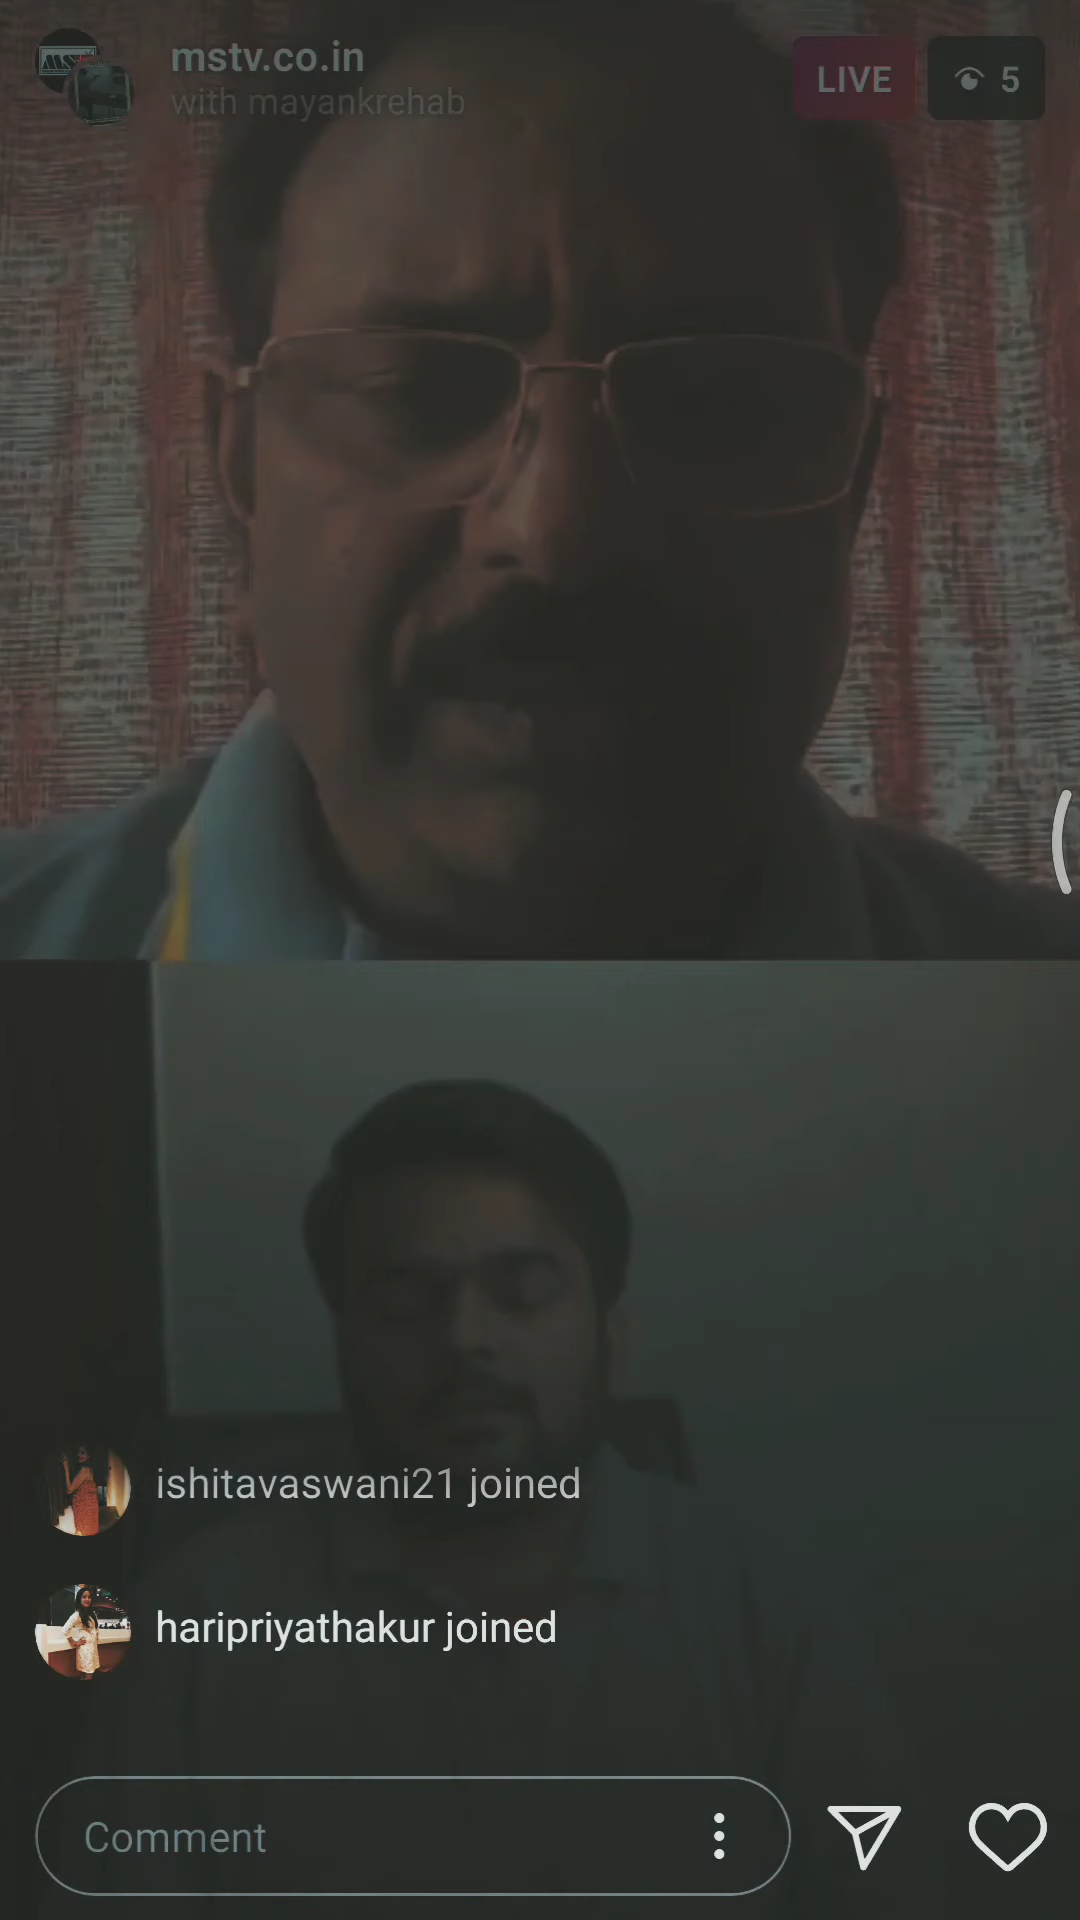 mstv.co.in
with mayankrehab
LIVE
5
ishitavaswani21 joined
haripriyathakur joined
Comment